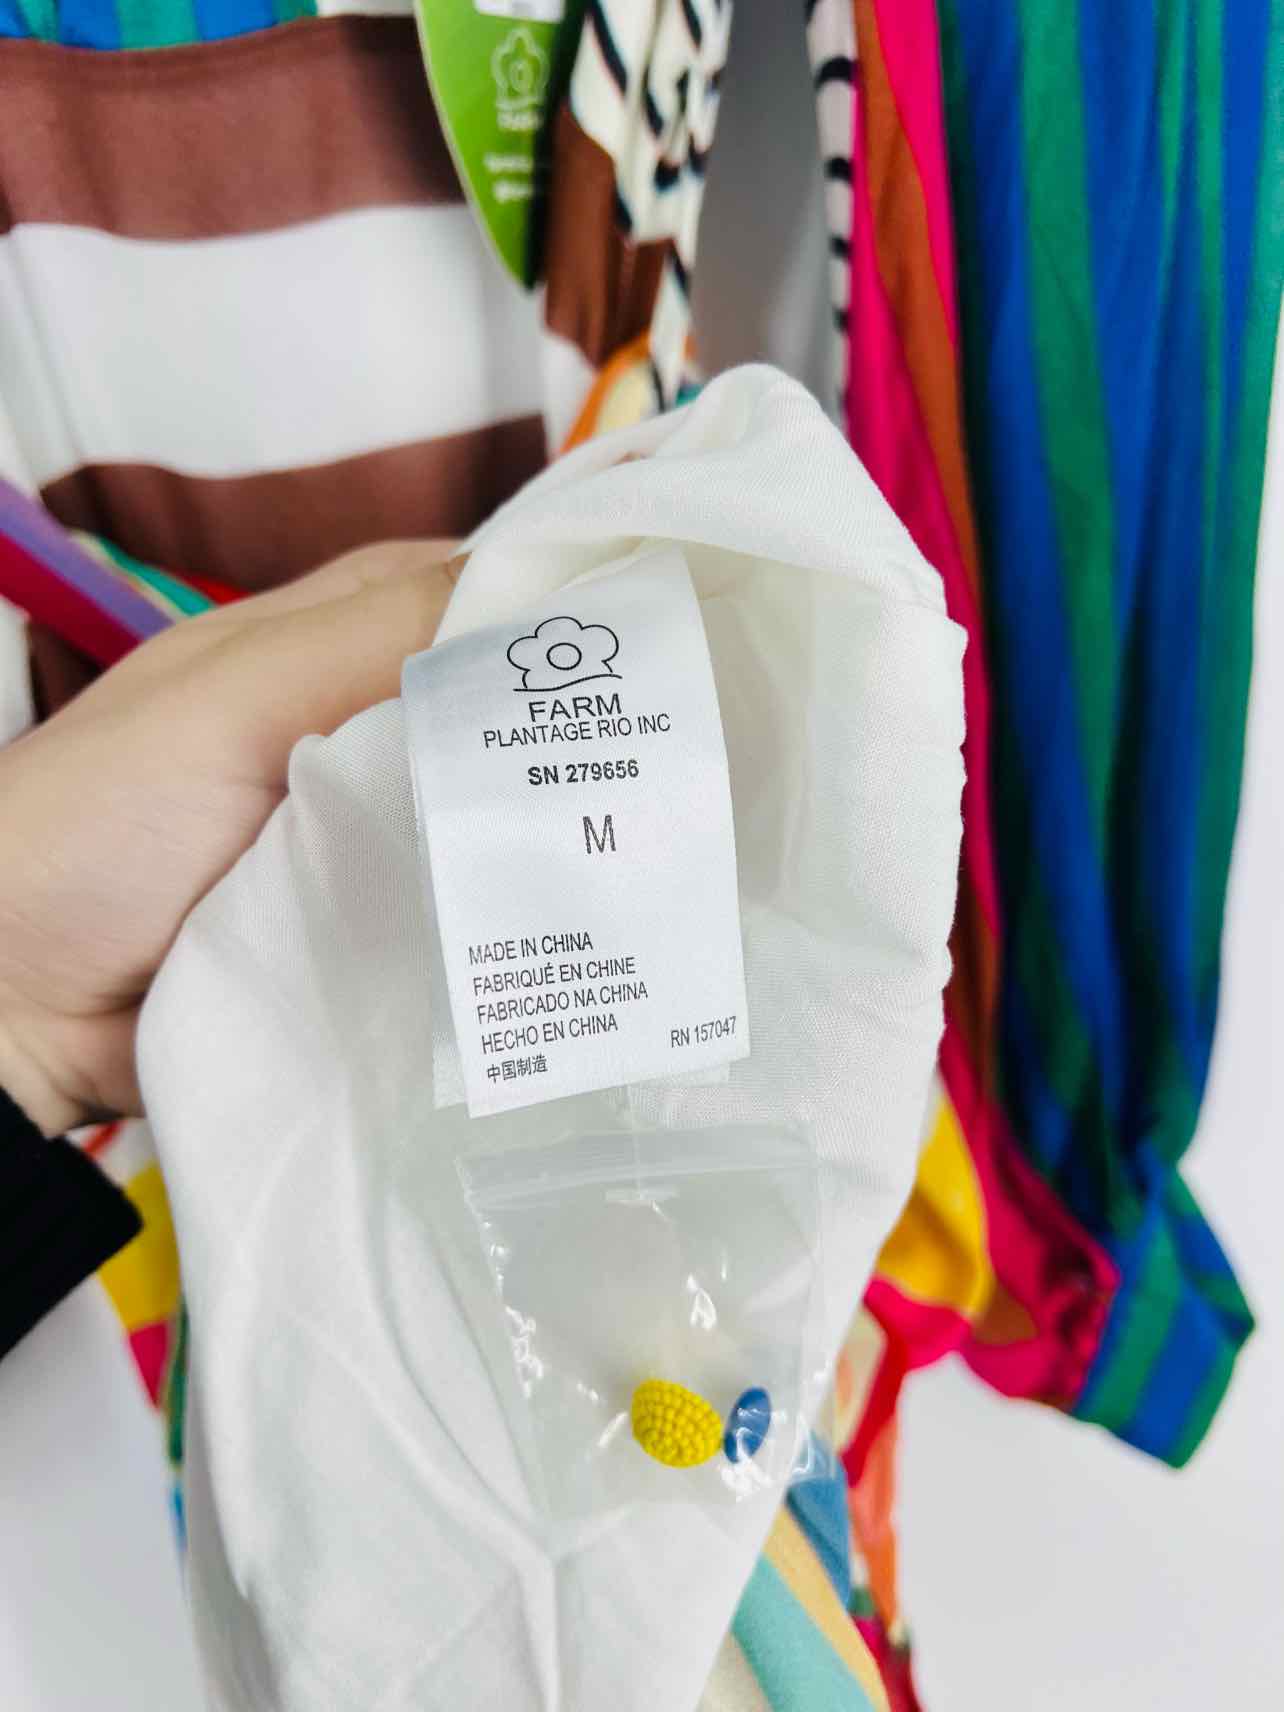 FARM
PLANTAGE RIO INC
SN 279656
M
MADE IN CHINA
FABRIQUÉ EN CHINE
FABRICADO NA CHINA
HECHO EN CHINA
中国制造
RN 157047